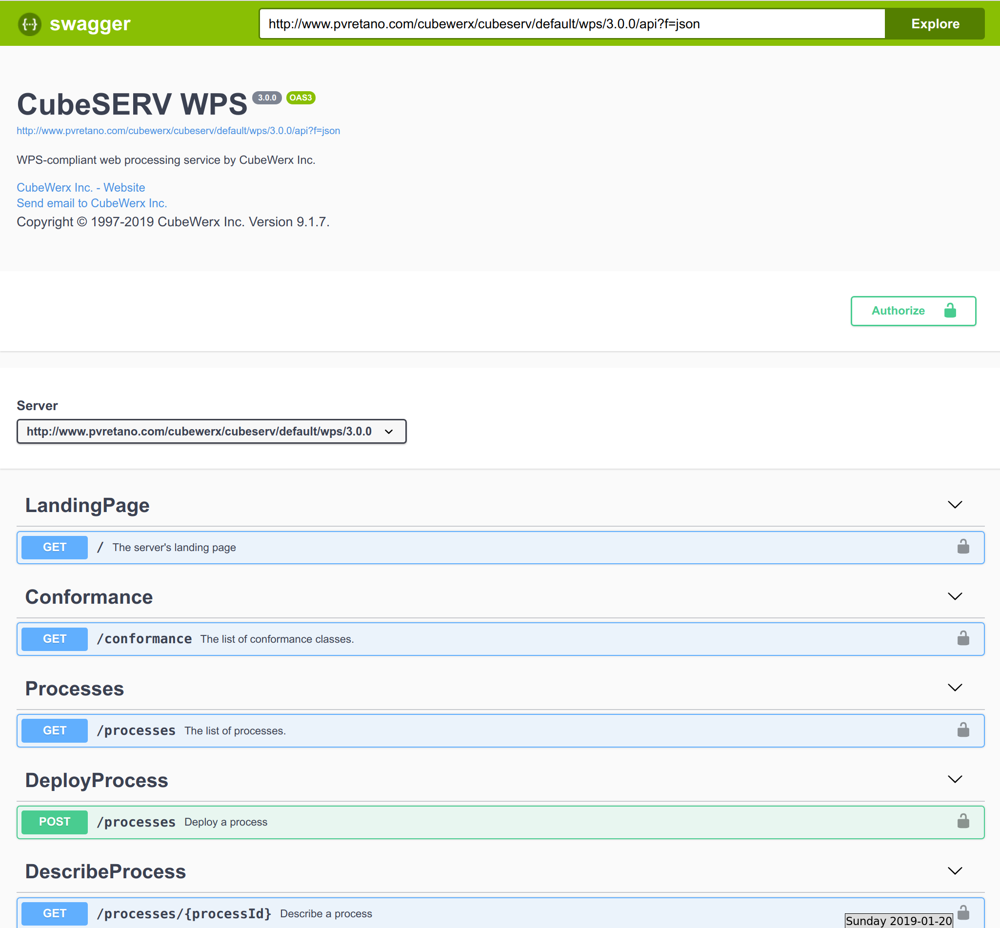 {···} swagger http://www.pvretano.com/cubewerx/cubeserv/default/wps/3.0.0/api?f=json Explore
CubeSERV WPS 3.0.0 OAS3
http://www.pvretano.com/cubewerx/cubeserv/default/wps/3.0.0/api?f=json
WPS-compliant web processing service by CubeWerx Inc.
CubeWerx Inc. - Website
Send email to CubeWerx Inc.
Copyright © 1997-2019 CubeWerx Inc. Version 9.1.7.
Authorize
Server
http://www.pvretano.com/cubewerx/cubeserv/default/wps/3.0.0
LandingPage
GET / The server's landing page
Conformance
GET /conformance The list of conformance classes.
Processes
GET /processes The list of processes.
DeployProcess
POST /processes Deploy a process
DescribeProcess
GET /processes/{processId} Describe a process
Sunday 2019-01-20